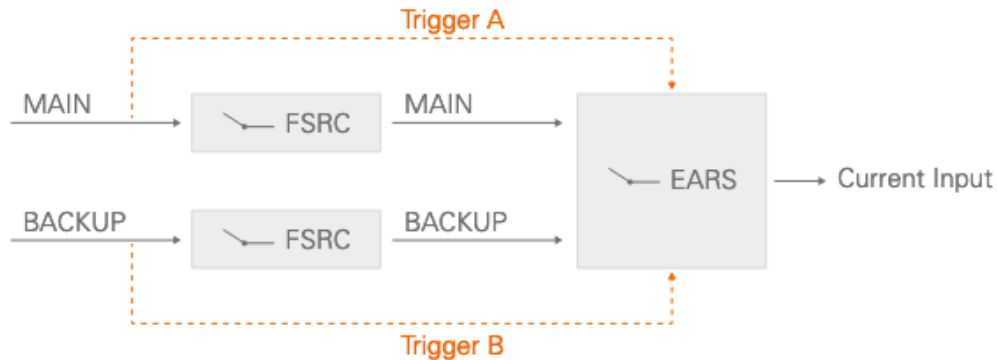 Trigger A
MAIN
FSRC
MAIN
EARS
Current Input
BACKUP
FSRC
BACKUP
Trigger B